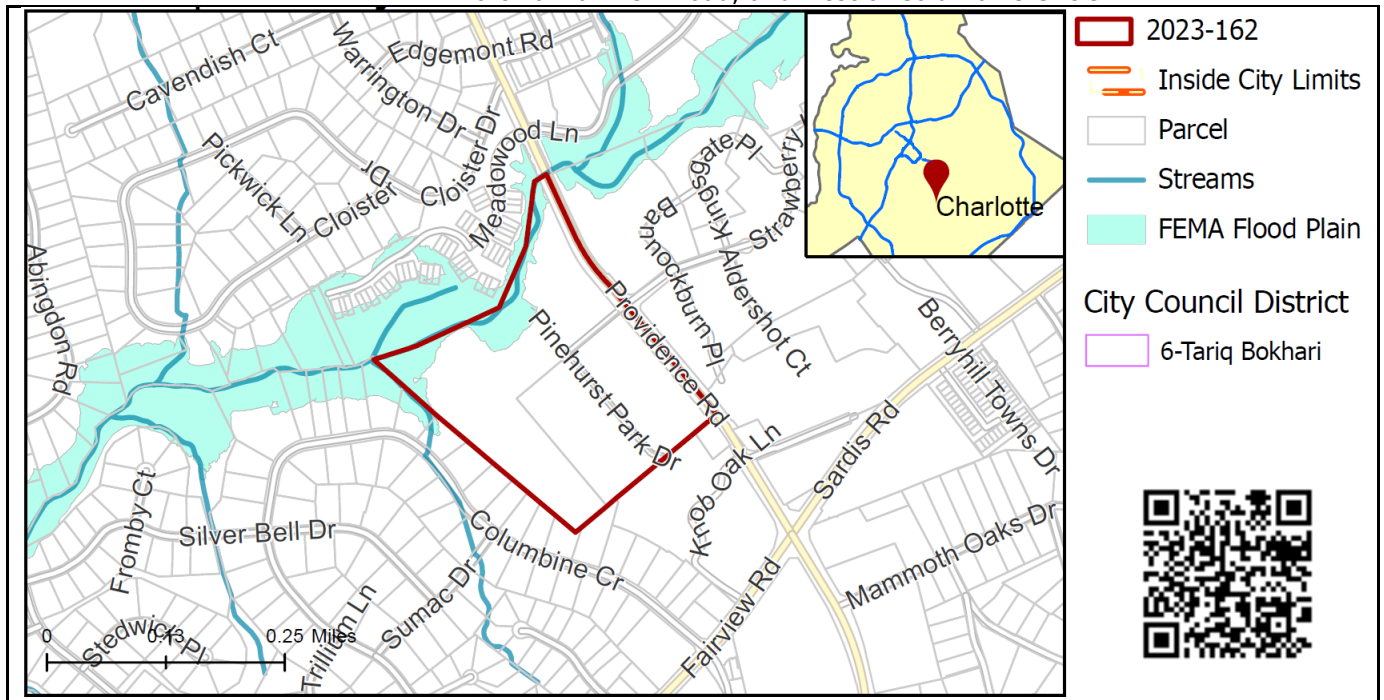 Cavendish Ct
Warrington Dr
Edgemont Rd
Pickwick Ln
Cloister Dr
Cloister Dr
Meadowood Ln
Abingdon Rd
Kingsgate Pl
Bannockburn Pl
Strawberry
Aldershot Ct
Providence Rd
Pinehurst Park Dr
Berryhill Towns Dr
Knob Oak Ln
Sardis Rd
Fromby Ct
Silver Bell Dr
Columbine Cr
Mammoth Oaks Dr
Stedwick Pl
Trillium Ln
Sumac Dr
Fairview Rd
0 0.13 0.25 Miles
Charlotte
2023-162
Inside City Limits
Parcel
Streams
FEMA Flood Plain
City Council District
6-Tariq Bokhari